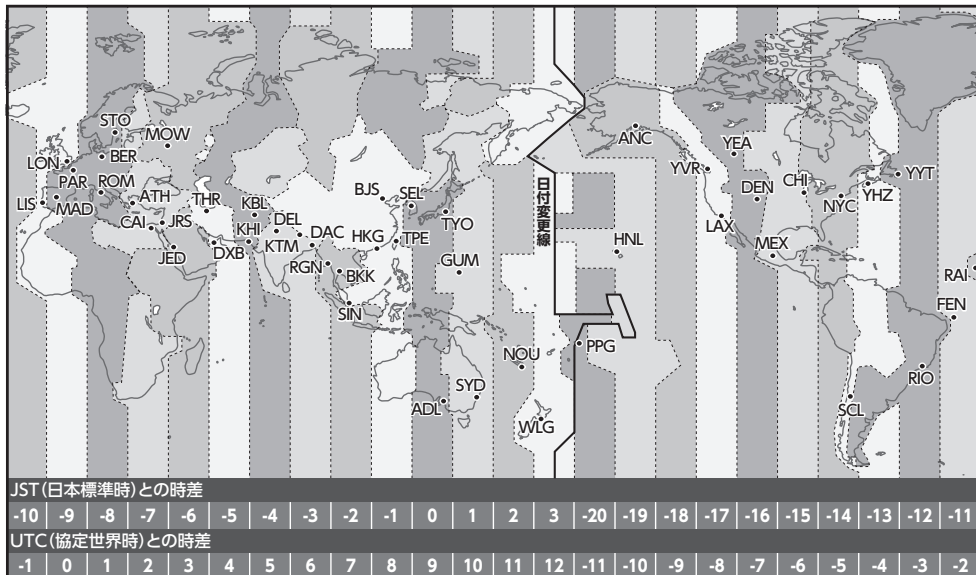 STO
MOW
ANC
YEA
LON
BER
PAR
ROM
ATH
THR
KBL
BJS
SEL
YVR
DEN
CHI
YYT
YHZ
NYC
LIS
MAD
CAI
JRS
DEL
DAC
TYO
LAX
JED
DXB
KHI
KTM
HKG
TPE
日付変更線
HNL
MEX
RGN
BKK
GUM
RAI
SIN
FEN
NOU
PPG
SYD
ADL
WLG
RIO
SCL
JST(日本標準時)との時差
-10 -9 -8 -7 -6 -5 -4 -3 -2 -1 0 1 2 3 -20 -19 -18 -17 -16 -15 -14 -13 -12 -11
UTC(協定世界時)との時差
-1 0 1 2 3 4 5 6 7 8 9 10 11 12 -11 -10 -9 -8 -7 -6 -5 -4 -3 -2